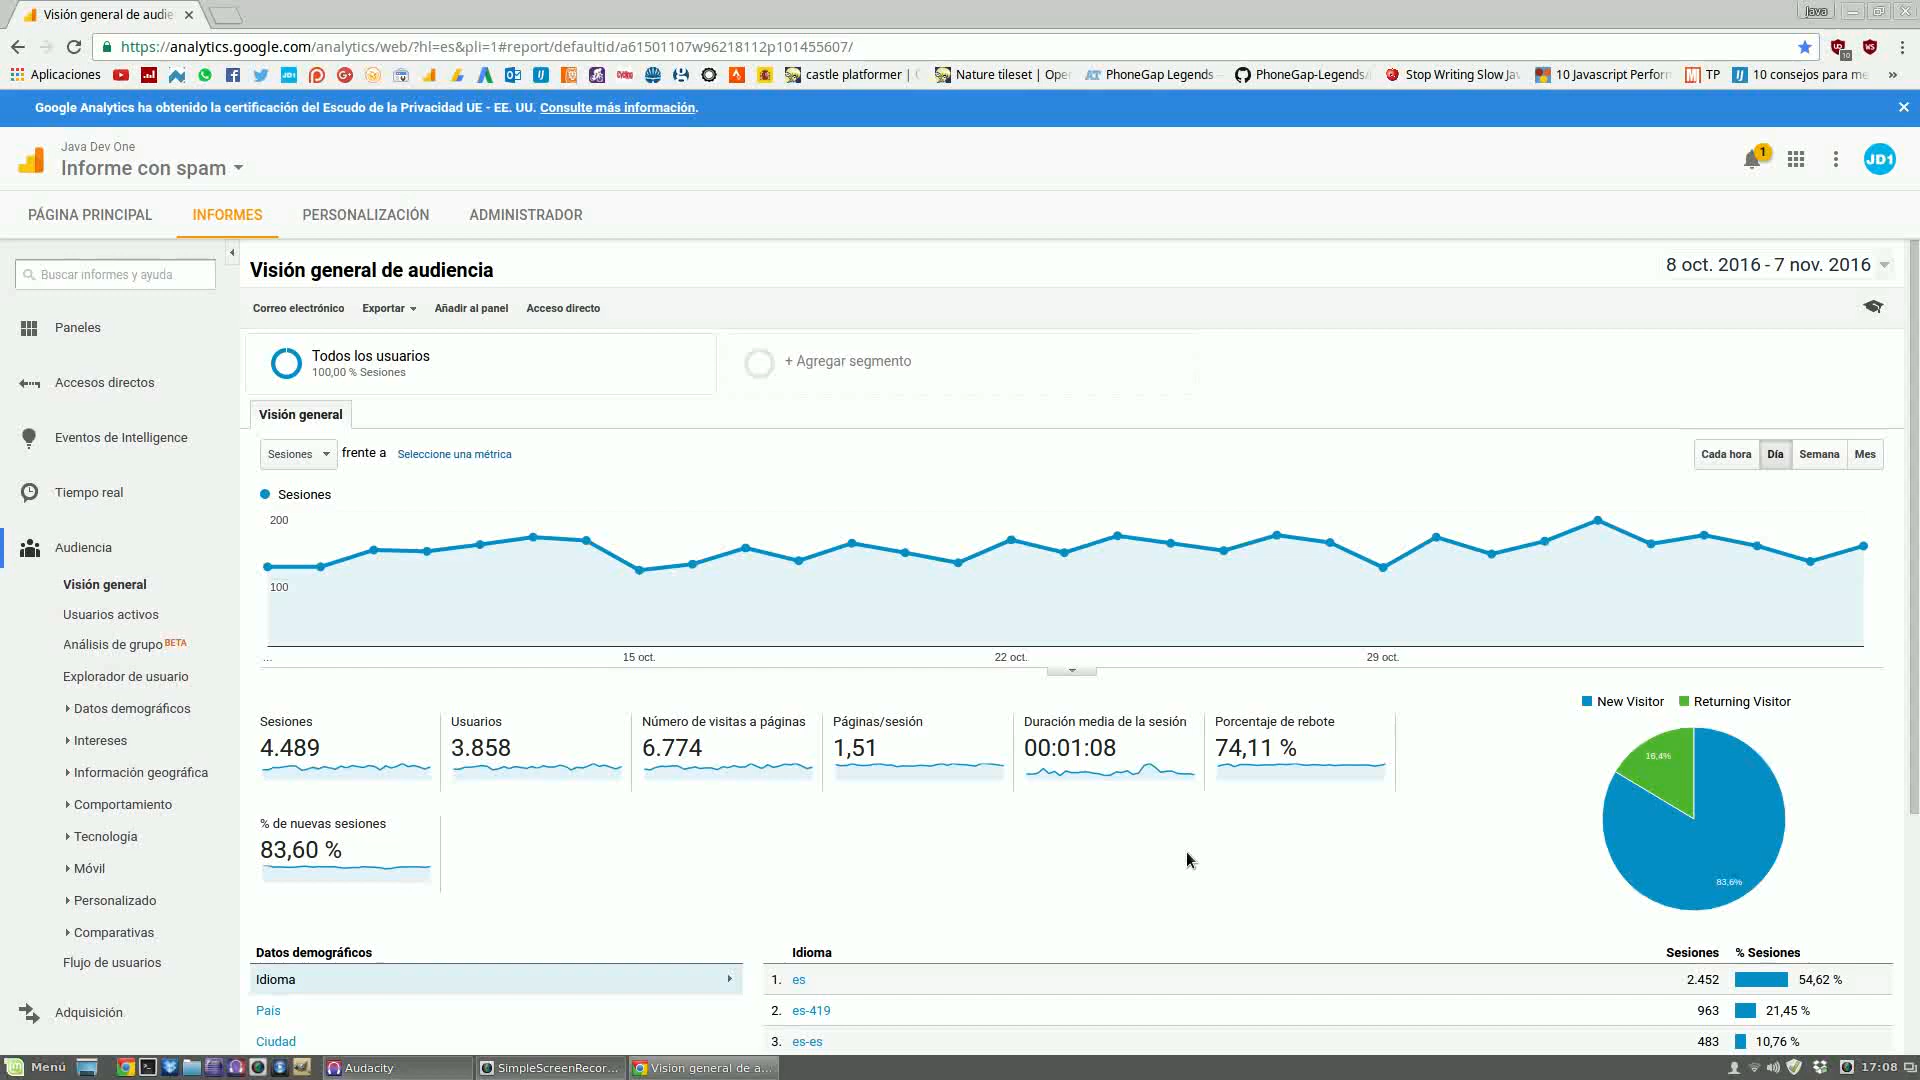 Visión general de audie
Java
https://analytics.google.com/analytics/web/?hl=es&pli=1#report/defaultid/a61501107w96218112p101455607/
Aplicaciones
castle platformer | (
Nature tileset | Oper
PhoneGap Legends
PhoneGap-Legends/
Stop Writing Slow Ja
10 Javascript Perfor
TP
10 consejos para me
»
Google Analytics ha obtenido la certificación del Escudo de la Privacidad UE - EE. UU. Consulte más información.
Java Dev One
Informe con spam
1
JD1
PÁGINA PRINCIPAL
INFORMES
PERSONALIZACIÓN
ADMINISTRADOR
Buscar informes y ayuda
Paneles
Accesos directos
Eventos de Intelligence
Tiempo real
Audiencia
Visión general
Usuarios activos
Análisis de grupo BETA
Explorador de usuario
Datos demográficos
Intereses
Información geográfica
Comportamiento
Tecnología
Móvil
Personalizado
Comparativas
Flujo de usuarios
Adquisición
Visión general de audiencia
8 oct. 2016 - 7 nov. 2016
Correo electrónico
Exportar
Añadir al panel
Acceso directo
Todos los usuarios
100,00 % Sesiones
+ Agregar segmento
Visión general
Sesiones
frente a
Seleccione una métrica
Cada hora
Día
Semana
Mes
Sesiones
200
100
...
15 oct.
22 oct.
29 oct.
New Visitor
Returning Visitor
16,4%
83,6%
Sesiones
4.489
Usuarios
3.858
Número de visitas a páginas
6.774
Páginas/sesión
1,51
Duración media de la sesión
00:01:08
Porcentaje de rebote
74,11 %
% de nuevas sesiones
83,60 %
Datos demográficos
Idioma
País
Ciudad
Idioma
Sesiones
% Sesiones
1. es 2.452 54,62 %
2. es-419 963 21,45 %
3. es-es 483 10,76 %
Menú
Audacity
SimpleScreenRecor...
Visión general de a...
17:08